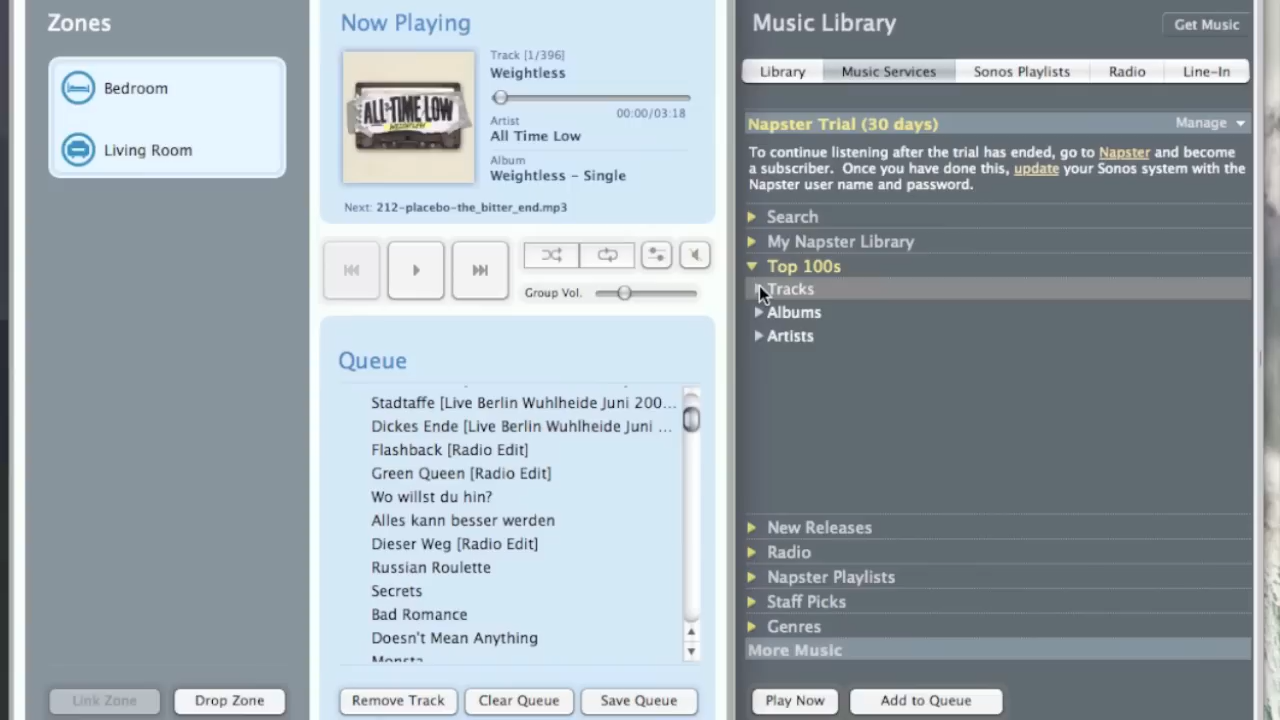 Zones
Bedroom
Living Room
Link Zone
Drop Zone
Now Playing
Track [1/396]
Weightless
00:00/03:18
Artist
All Time Low
Album
Weightless - Single
ALL TIME LOW
Next: 212-placebo-the_bitter_end.mp3
Group Vol.
Queue
Stadtaffe [Live Berlin Wuhlheide Juni 200...
Dickes Ende [Live Berlin Wuhlheide Juni ...
Flashback [Radio Edit]
Green Queen [Radio Edit]
Wo willst du hin?
Alles kann besser werden
Dieser Weg [Radio Edit]
Russian Roulette
Secrets
Bad Romance
Doesn't Mean Anything
Monsta
Remove Track
Clear Queue
Save Queue
Music Library
Get Music
Library
Music Services
Sonos Playlists
Radio
Line-In
Napster Trial (30 days)
Manage
To continue listening after the trial has ended, go to Napster and become
a subscriber. Once you have done this, update your Sonos system with the
Napster user name and password.
Search
My Napster Library
Top 100s
Tracks
Albums
Artists
New Releases
Radio
Napster Playlists
Staff Picks
Genres
More Music
Play Now
Add to Queue